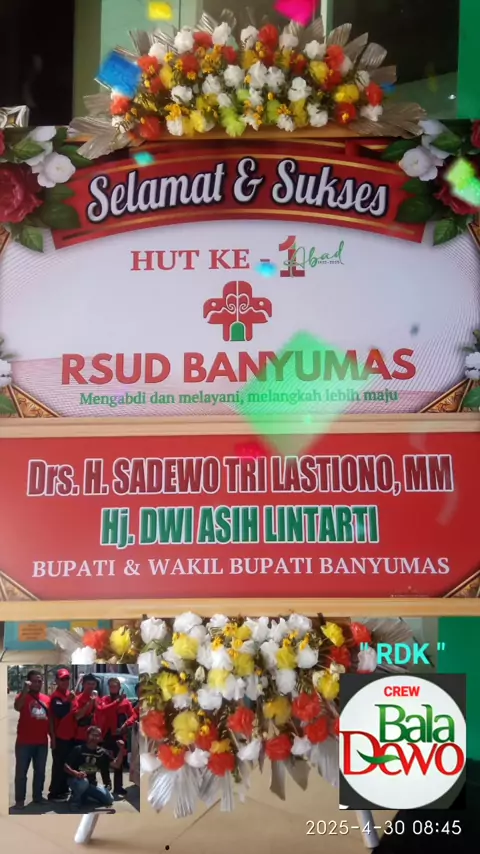 Selamat & Sukses
HUT KE - 1 Abad
RSUD BANYUMAS
Mengabdi dan melayani, melangkah lebih maju
Drs. H. SADEWO TRI LASTIONO, MM
Hj. DWI ASIH LINTARTI
BUPATI & WAKIL BUPATI BANYUMAS
" RDK "
CREW
Bala
Dewo
2025-4-30 08:45